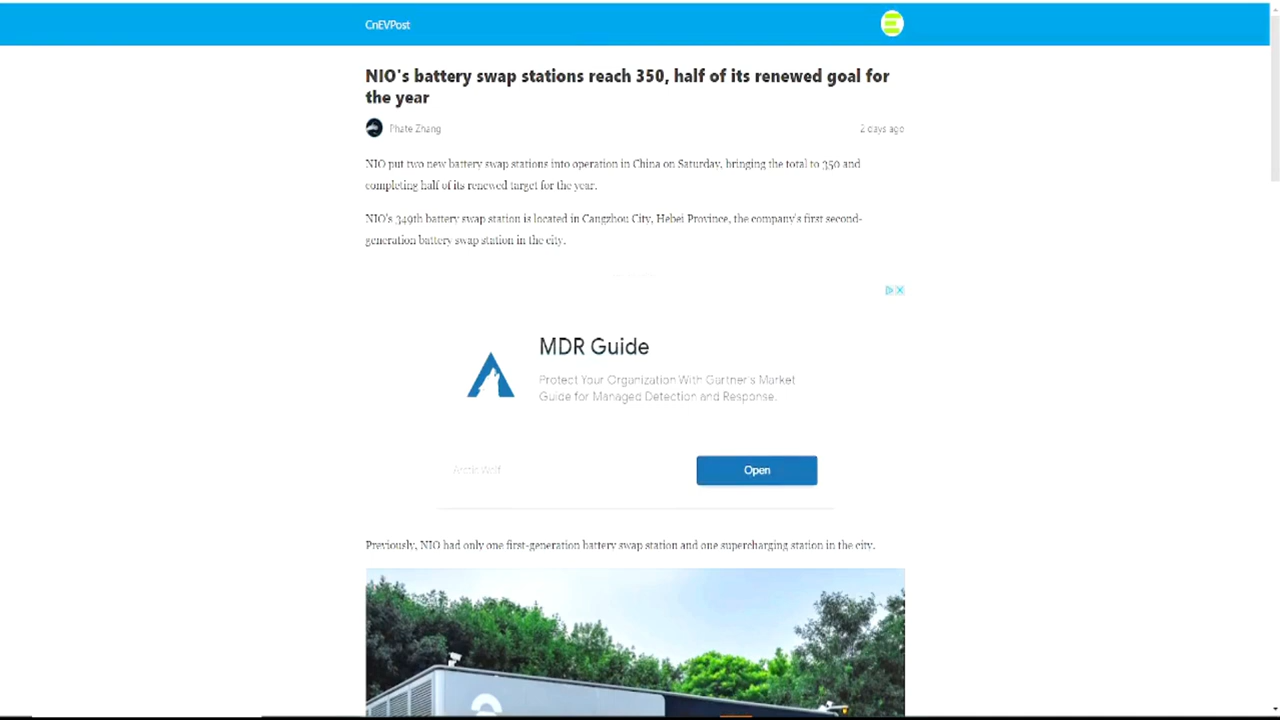 CnEVPost
NIO's battery swap stations reach 350, half of its renewed goal for
the year
Phate Zhang
2 days ago
NIO put two new battery swap stations into operation in China on Saturday, bringing the total to 350 and
completing half of its renewed target for the year.
NIO's 349th battery swap station is located in Cangzhou City, Hebei Province, the company's first second-
generation battery swap station in the city.
MDR Guide
Protect Your Organization With Gartner's Market
Guide for Managed Detection and Response.
Arctic Wolf
Open
Previously, NIO had only one first-generation battery swap station and one supercharging station in the city.